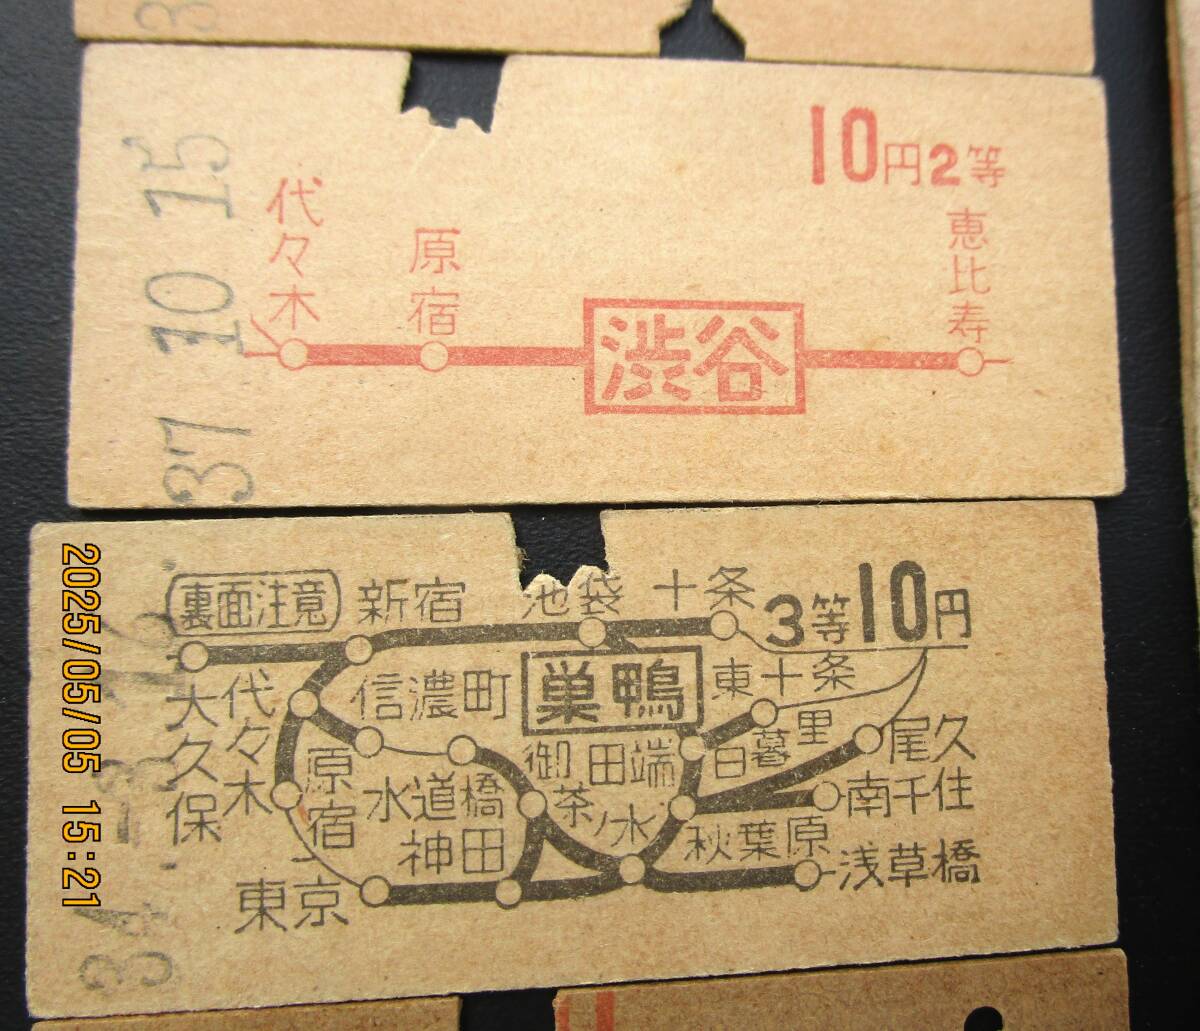 37 10 15
10円2等
代々木
原宿
渋谷
恵比寿
裏面注意
新宿
池袋
十条
3等10円
大久保
代々木
信濃町
巣鴨
東十条
原宿
水道橋
御茶ノ水
田端
日暮里
尾久
南千住
神田
秋葉原
浅草橋
東京
2025/05/05 15:21